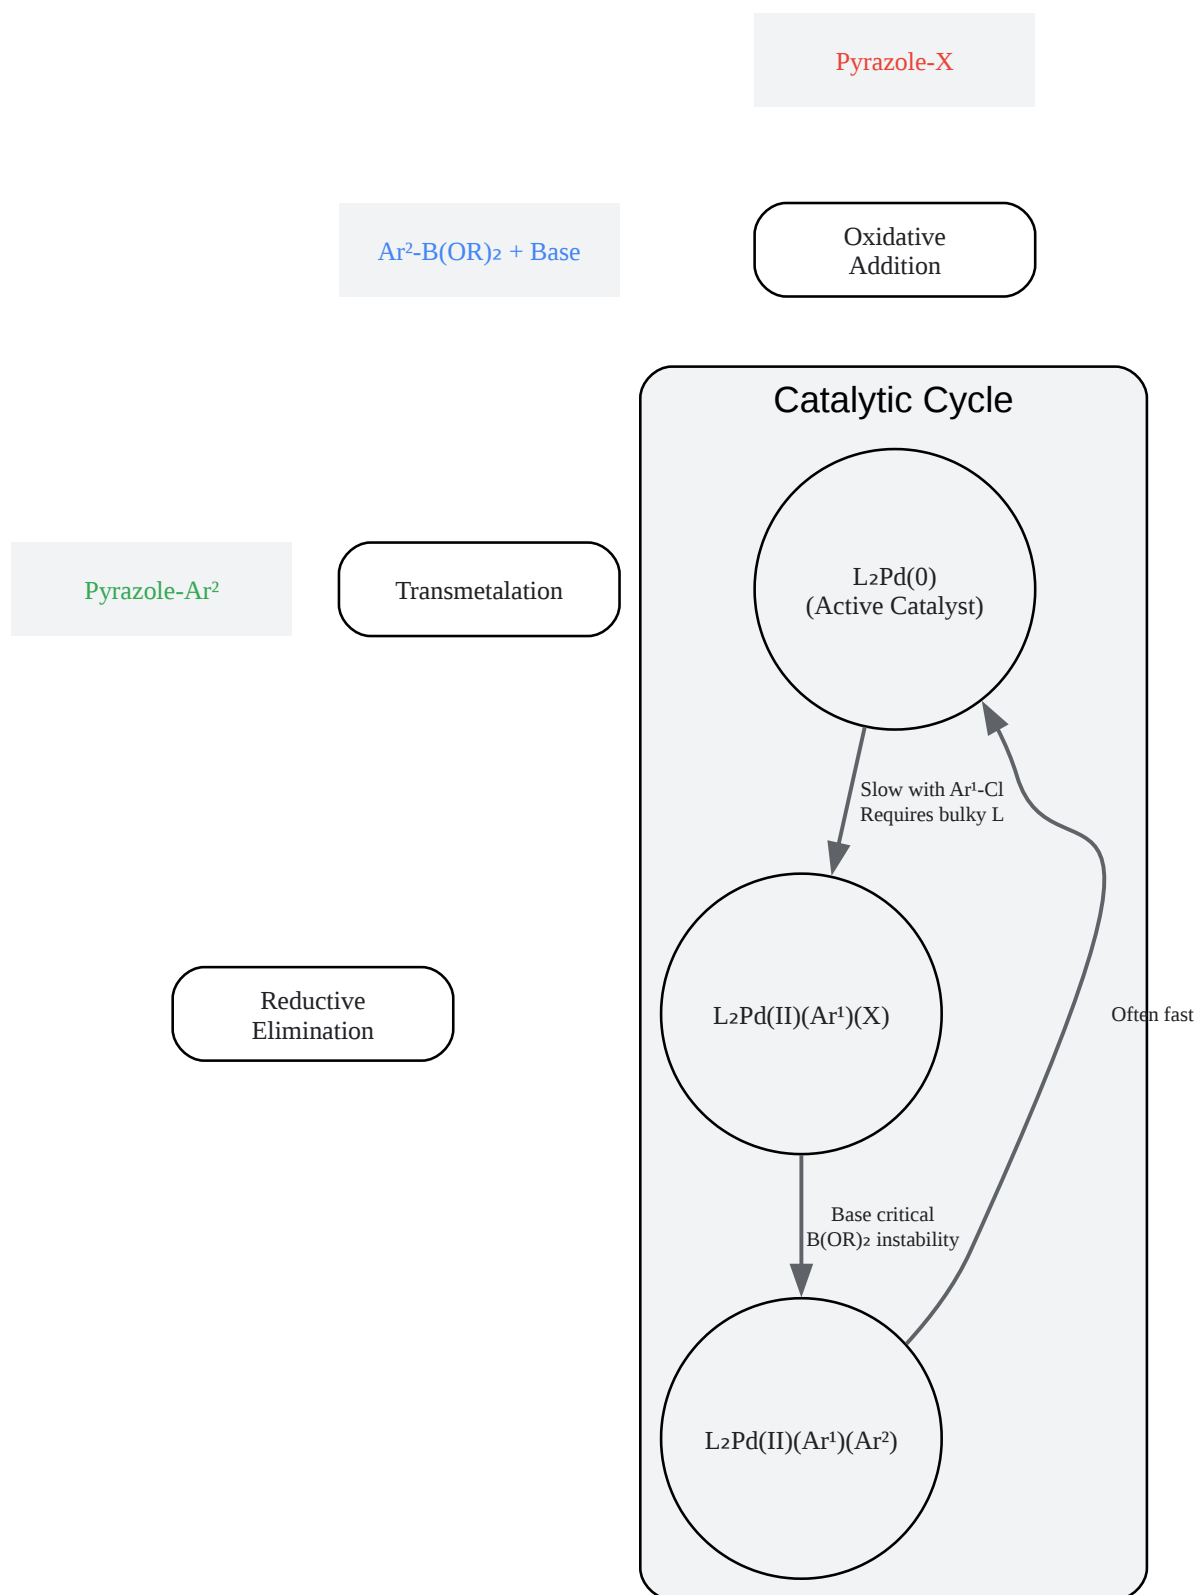 Pyrazole-X
Ar²-B(OR)₂ + Base
Oxidative
Addition
Catalytic Cycle
L₂Pd(0)
(Active Catalyst)
Pyrazole-Ar²
Transmetalation
Slow with Ar¹-Cl
Requires bulky L
Reductive
Elimination
L₂Pd(II)(Ar¹)(X)
Often fast
Base critical
B(OR)₂ instability
L₂Pd(II)(Ar¹)(Ar²)